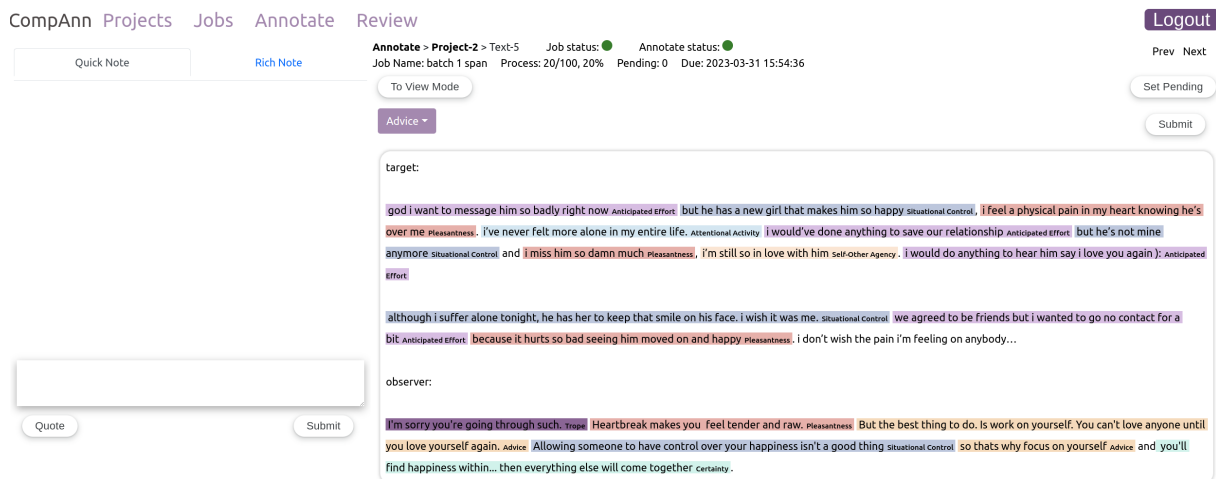 CompAnn Projects Jobs Annotate Review Logout
Quick Note Rich Note
Annotate > Project-2 > Text-5 Job status: Annotate status:
Prev Next
Job Name: batch 1 span Process: 20/100, 20% Pending: 0 Due: 2023-03-31 15:54:36
To View Mode Set Pending
Advice Submit
target:
god i want to message him so badly right now Anticipated Effort but he has a new girl that makes him so happy Situational Control , i feel a physical pain in my heart knowing he's
over me Pleasantness . i've never felt more alone in my entire life. Attentional Activity i would've done anything to save our relationship Anticipated Effort but he's not mine
anymore Situational Control and i miss him so damn much Pleasantness , i'm still so in love with him Self-Other Agency . i would do anything to hear him say i love you again ): Anticipated
Effort
although i suffer alone tonight, he has her to keep that smile on his face. i wish it was me. Situational Control we agreed to be friends but i wanted to go no contact for a
bit Anticipated Effort because it hurts so bad seeing him moved on and happy Pleasantness . i don't wish the pain i'm feeling on anybody...
observer:
I'm sorry you're going through such. Trope Heartbreak makes you feel tender and raw. Pleasantness But the best thing to do. Is work on yourself. You can't love anyone until
you love yourself again. Advice Allowing someone to have control over your happiness isn't a good thing Situational Control so thats why focus on yourself Advice and you'll
find happiness within... then everything else will come together Certainty .
Quote Submit